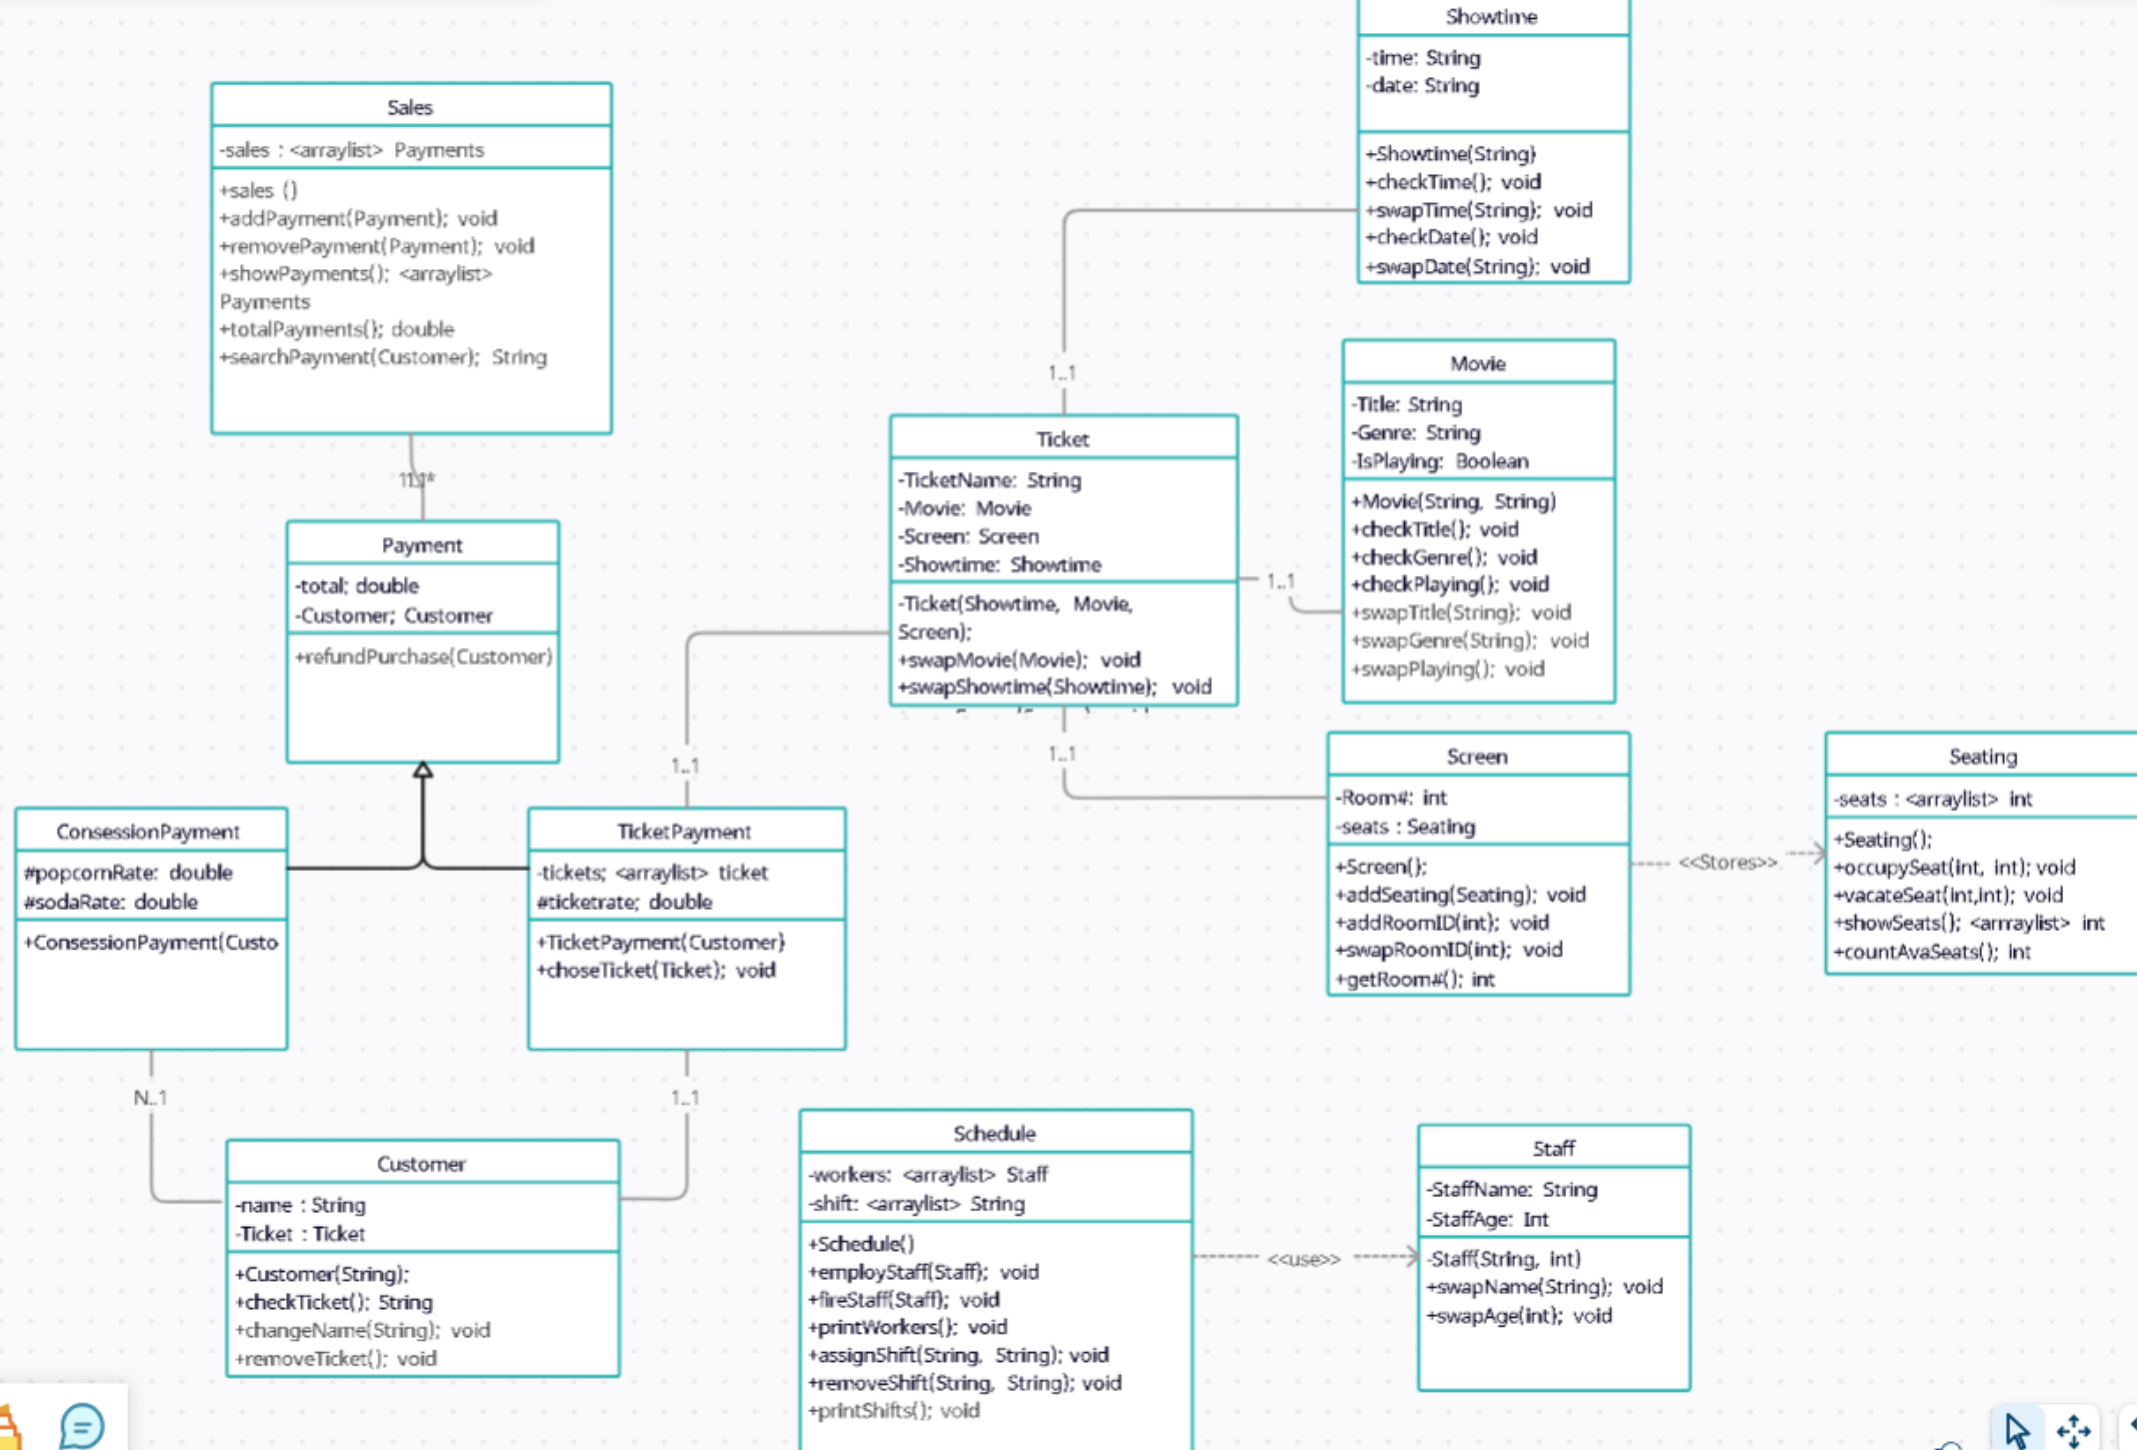 Showtime
-time: String
-date: String
+Showtime(String)
+checkTime(); void
+swapTime(String); void
+checkDate(); void
+swapDate(String); void
Sales
-sales : <arraylist> Payments
+sales ()
+addPayment(Payment); void
+removePayment(Payment); void
+showPayments(); <arraylist>
Payments
+totalPayments(); double
+searchPayment(Customer); String
Payment
-total; double
-Customer; Customer
+refundPurchase(Customer)
1..1
Ticket
-TicketName: String
-Movie: Movie
-Screen: Screen
-Showtime: Showtime
-Ticket(Showtime, Movie,
Screen);
+swapMovie(Movie); void
+swapShowtime(Showtime); void
1..1
Movie
-Title: String
-Genre: String
-IsPlaying: Boolean
+Movie(String, String)
+checkTitle(); void
+checkGenre(); void
+checkPlaying(); void
+swapTitle(String); void
+swapGenre(String); void
+swapPlaying(); void
1..1
1..1
ConsessionPayment
#popcornRate: double
#sodaRate: double
+ConsessionPayment(Custo
TicketPayment
-tickets; <arraylist> ticket
#ticketrate; double
+TicketPayment(Customer)
+choseTicket(Ticket); void
Screen
-Room#: int
-seats : Seating
+Screen();
+addSeating(Seating); void
+addRoomID(int); void
+swapRoomID(int); void
+getRoom#(); int
<<Stores>>
Seating
-seats : <arraylist> int
+Seating();
+occupySeat(int, int); void
+vacateSeat(int,int); void
+showSeats(); <arrraylist> int
+countAvaSeats(); int
N..1
1..1
Customer
-name : String
-Ticket : Ticket
+Customer(String);
+checkTicket(); String
+changeName(String); void
+removeTicket(); void
Schedule
-workers: <arraylist> Staff
-shift: <arraylist> String
+Schedule()
+employStaff(Staff); void
+fireStaff(Staff); void
+printWorkers(); void
+assignShift(String, String); void
+removeShift(String, String); void
+printShifts(); void
<<use>>
Staff
-StaffName: String
-StaffAge: Int
-Staff(String, int)
+swapName(String); void
+swapAge(int); void